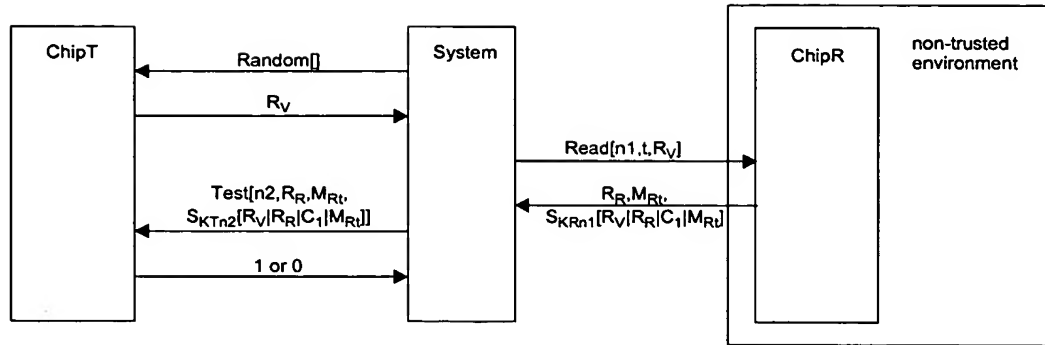 ChipT
System
ChipR
non-trusted
environment
Random[]
R_V
Read[n1,t,R_V]
Test[n2,R_R,M_Rt,
S_KTn2[R_V|R_R|C_1|M_Rt]]
R_R,M_Rt,
S_KRn1[R_V|R_R|C_1|M_Rt]
1 or 0